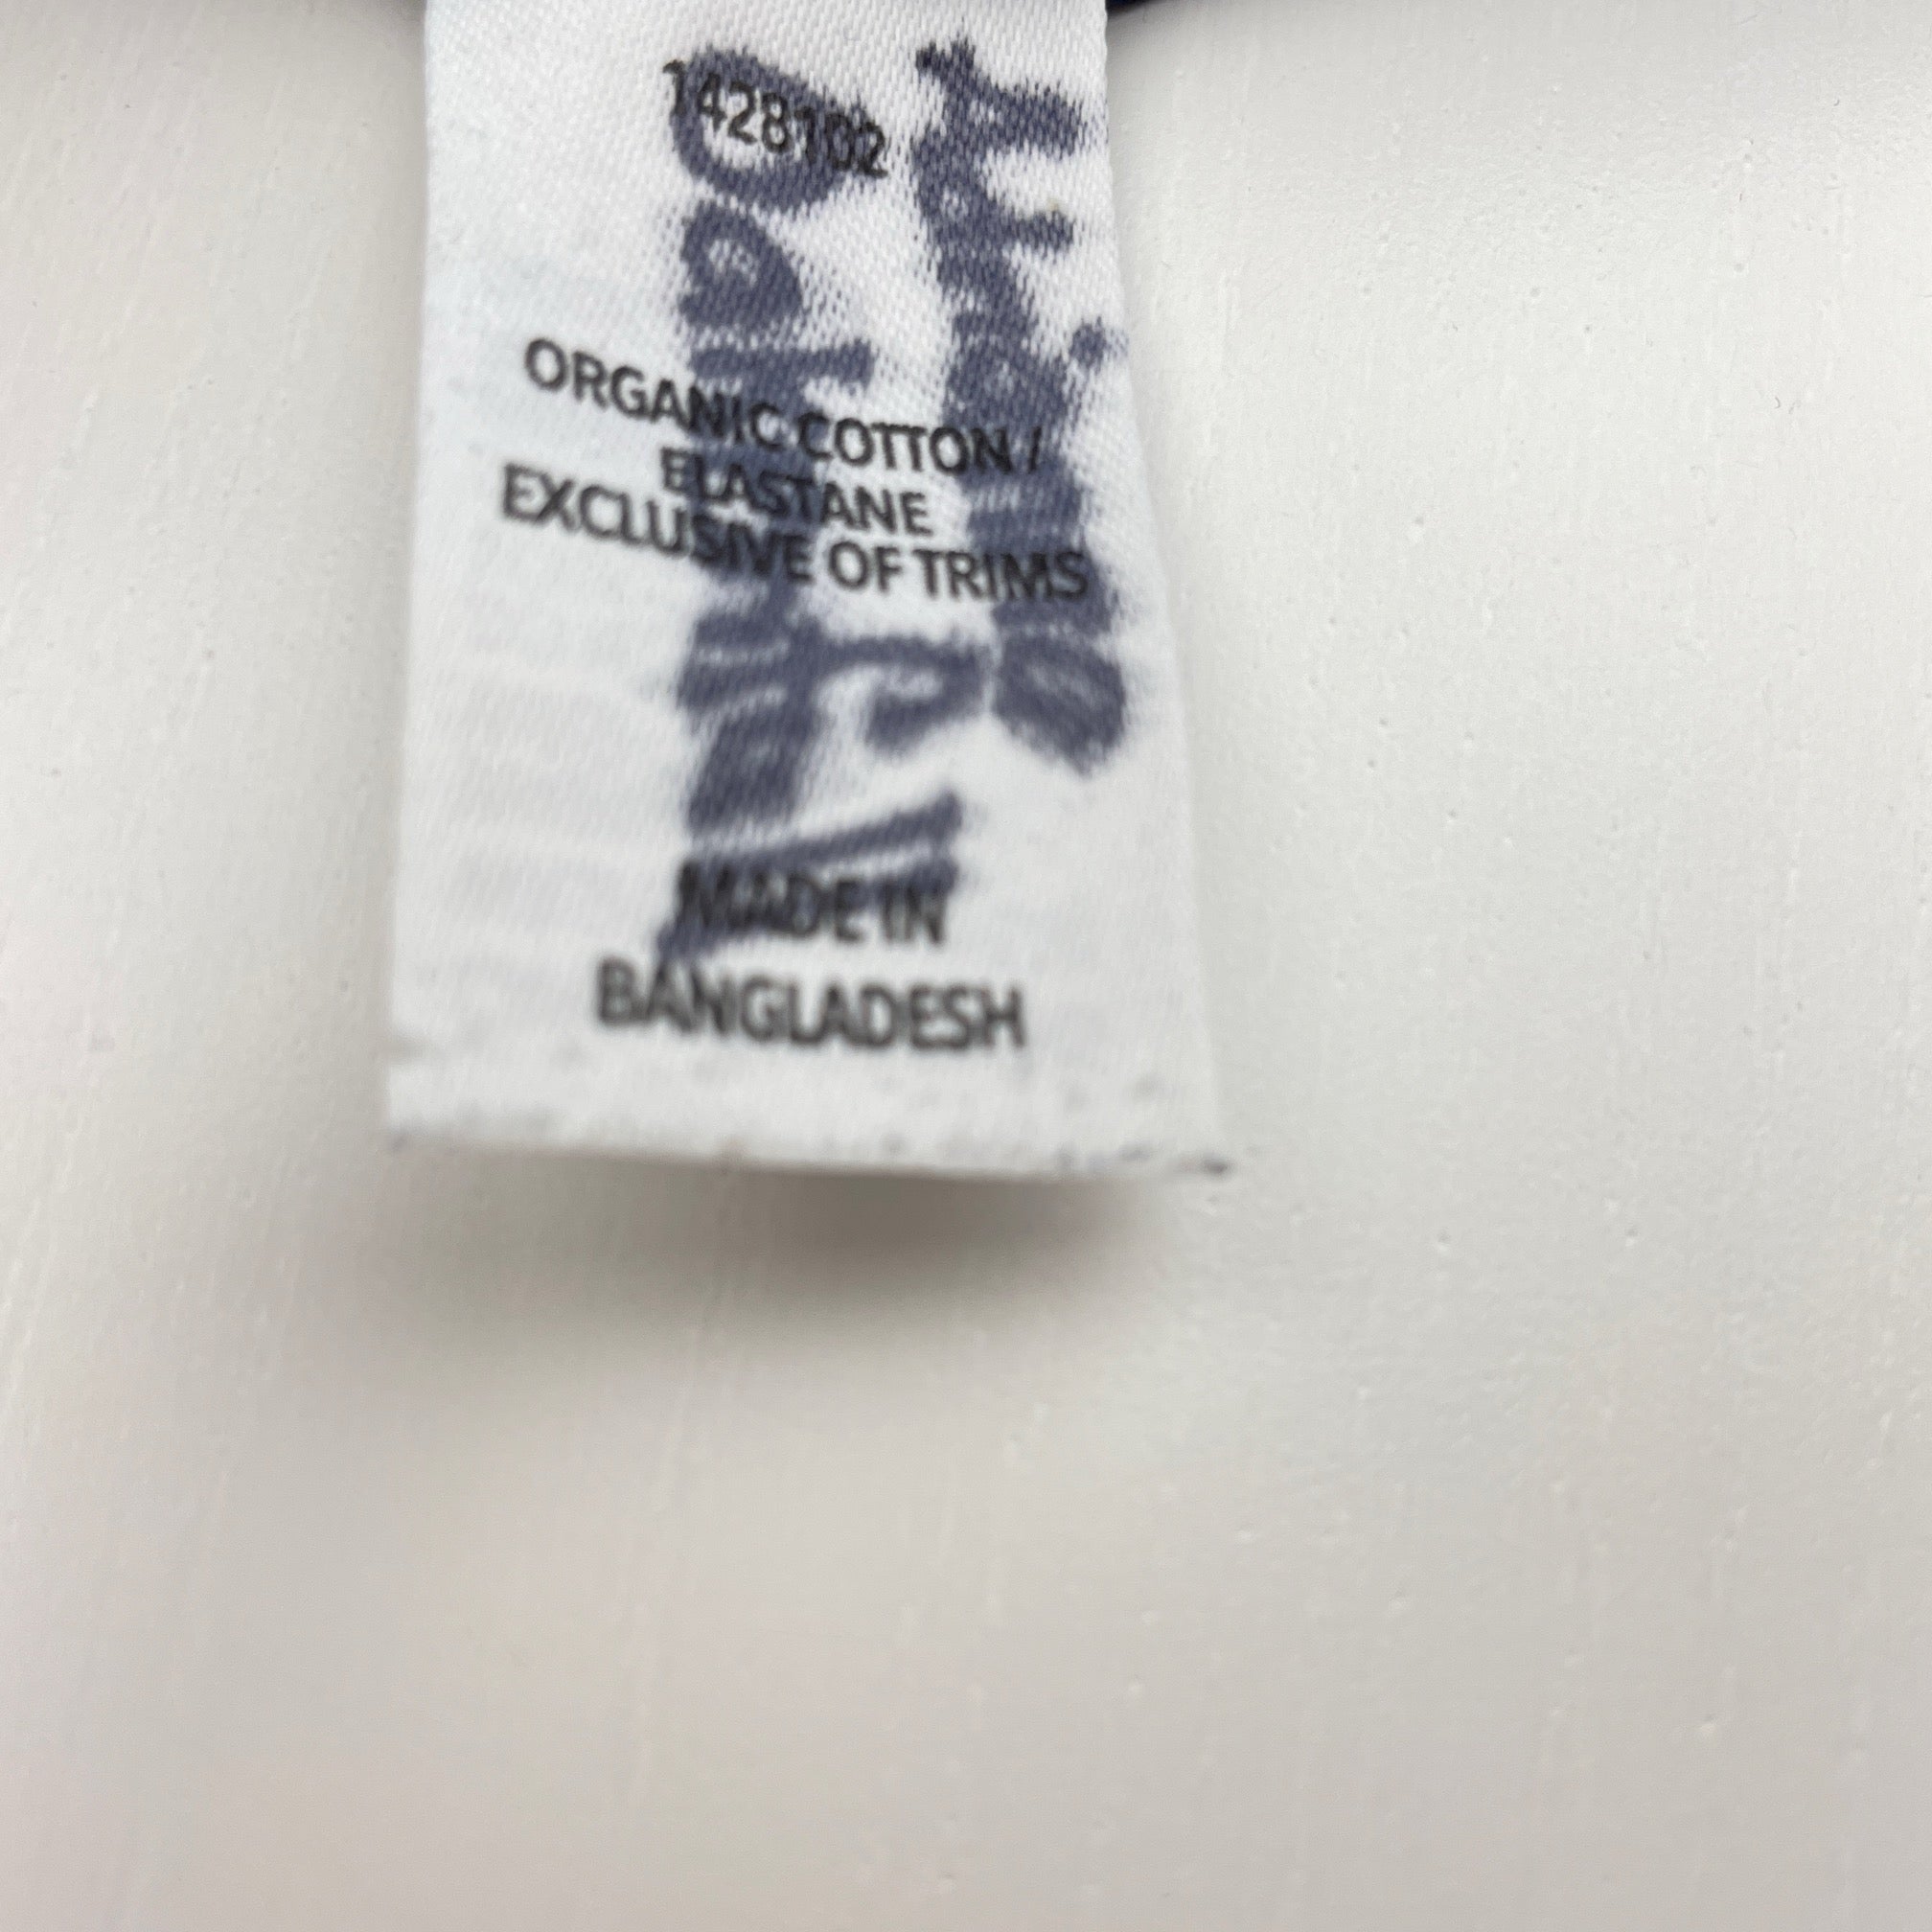 1428102
ORGANIC COTTON /
ELASTANE
EXCLUSIVE OF TRIMS
MADE IN
BANGLADESH